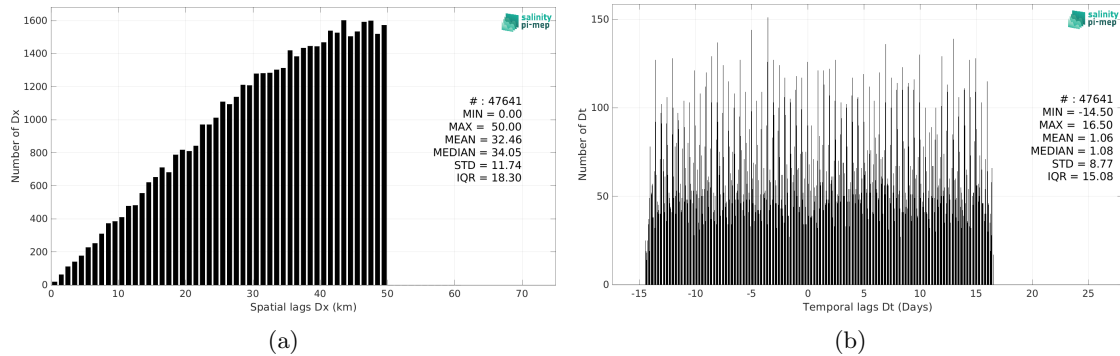 1600
1400
1200
1000
800
600
400
200
0
Number of Dx
0 10 20 30 40 50 60 70
Spatial lags Dx (km)
salinity
pi-mep
# : 47641
MIN = 0.00
MAX = 50.00
MEAN = 32.46
MEDIAN = 34.05
STD = 11.74
IQR = 18.30
(a)
150
100
50
0
Number of Dt
-15 -10 -5 0 5 10 15 20 25
Temporal lags Dt (Days)
salinity
pi-mep
# : 47641
MIN = -14.50
MAX = 16.50
MEAN = 1.06
MEDIAN = 1.08
STD = 8.77
IQR = 15.08
(b)